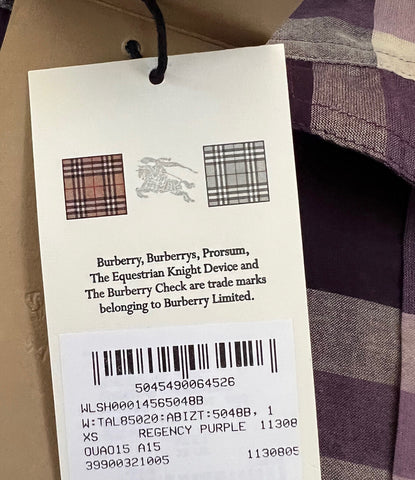 Burberry, Burberrys, Prorsum,
The Equestrian Knight Device and
The Burberry Check are trade marks
belonging to Burberry Limited.
5045490064526
WLSH00014565048B
W:TAL85020:ABIZT:5048B, 1
XS REGENCY PURPLE 11308
OUA015 A15
39900321005 1130805